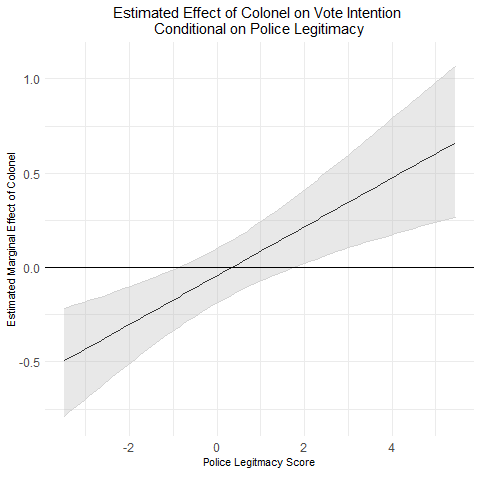 Estimated Effect of Colonel on Vote Intention
Conditional on Police Legitimacy
Estimated Marginal Effect of Colonel
1.0
0.5
0.0
-0.5
-2
0
2
4
Police Legitmacy Score